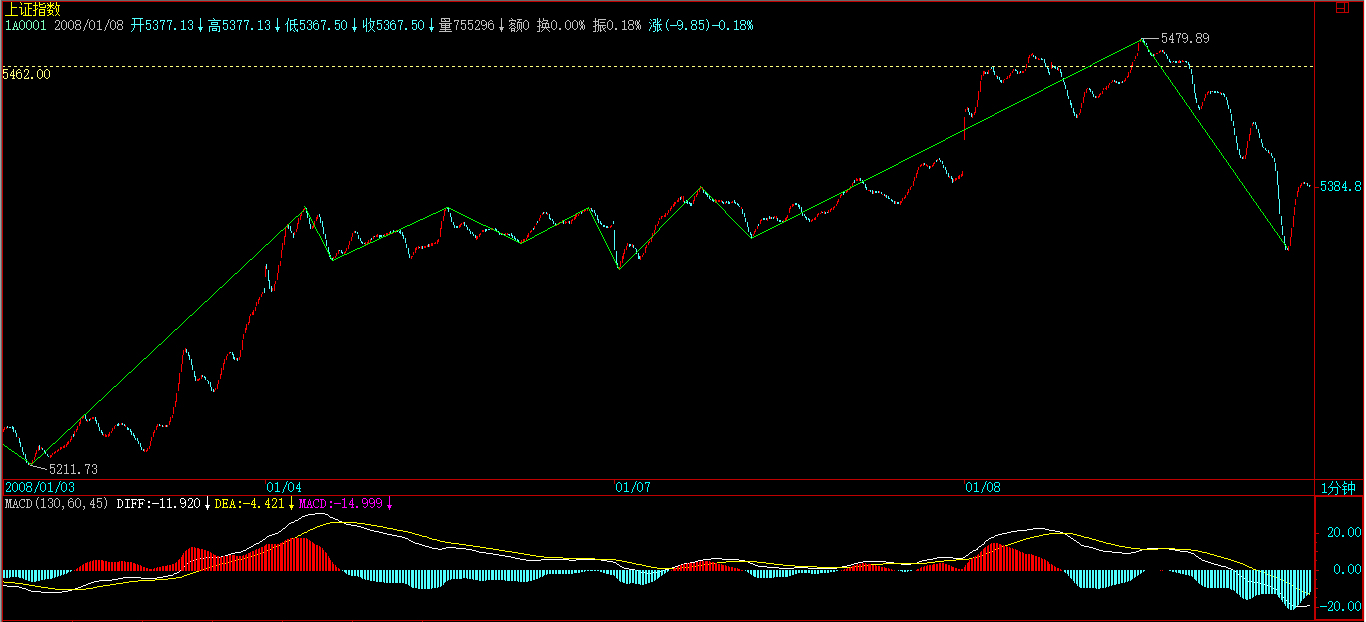 上证指数
1A0001 2008/01/08 开5377.13↓高5377.13↓低5367.50↓收5367.50↓量755296↓额0 换0.00% 振0.18% 涨(-9.85)-0.18%
5479.89
5462.00
5384.8
5211.73
2008/01/03 01/04 01/07 01/08 1分钟
MACD(130,60,45) DIFF:-11.920↓DEA:-4.421↓MACD:-14.999↓
20.00
0.00
-20.00